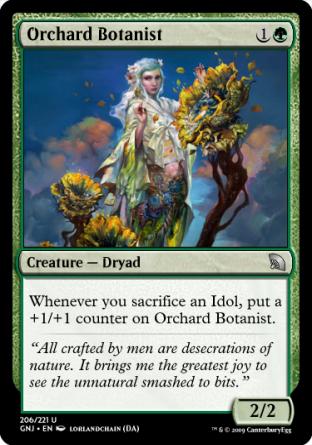 Orchard Botanist 1
Creature — Dryad
Whenever you sacrifice an Idol, put a
+1/+1 counter on Orchard Botanist.
“All crafted by men are desecrations of
nature. It brings me the greatest joy to
see the unnatural smashed to bits.”
2/2
206/221 U
GNJ • EN LORLANDCHAIN (DA)
™ & © 2019 CanterburyEgg